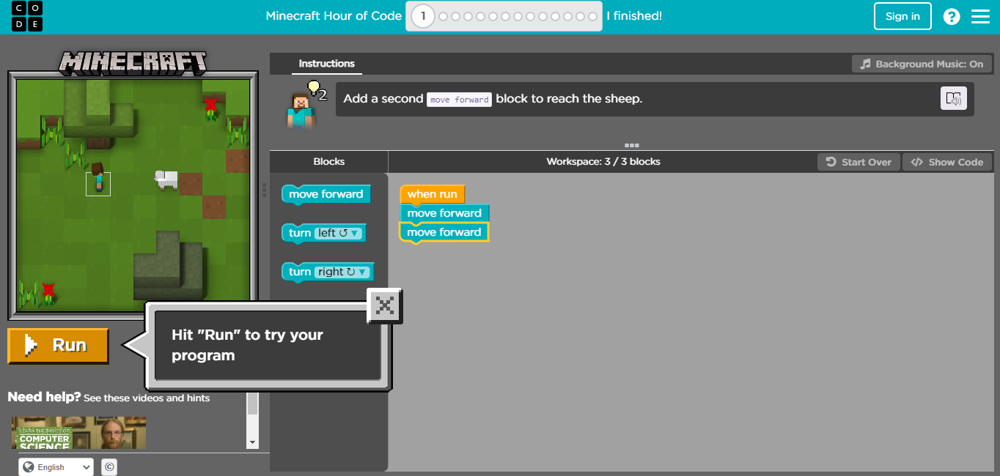 C O
D E
Minecraft Hour of Code
1
I finished!
Sign in
?
MINECRAFT
Instructions
Background Music: On
2
Add a second move forward block to reach the sheep.
Blocks
Workspace: 3 / 3 blocks
Start Over
</> Show Code
move forward
turn left ↺ ▼
turn right ↻ ▼
when run
move forward
move forward
Run
Hit "Run" to try your
program
Need help? See these videos and hints
LEARN THE BASICS OF
COMPUTER
SCIENCE
English
©